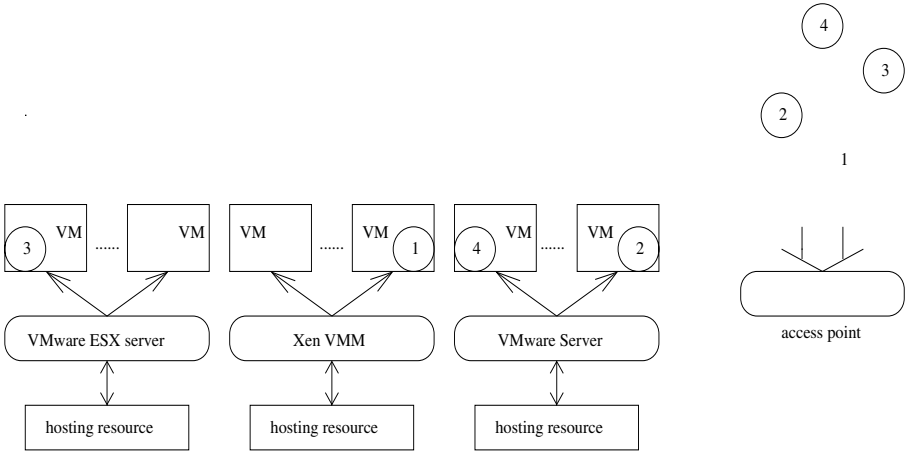 4
3
2
1
VM ...... VM VM ...... VM VM ...... VM
3 1 4 2
VMware ESX server Xen VMM VMware Server
access point
hosting resource hosting resource hosting resource